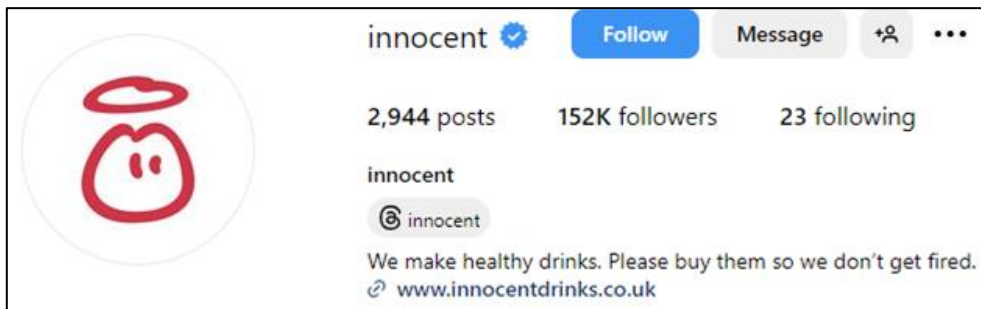 innocent Follow Message
2,944 posts 152K followers 23 following
innocent
innocent
We make healthy drinks. Please buy them so we don't get fired.
www.innocentdrinks.co.uk